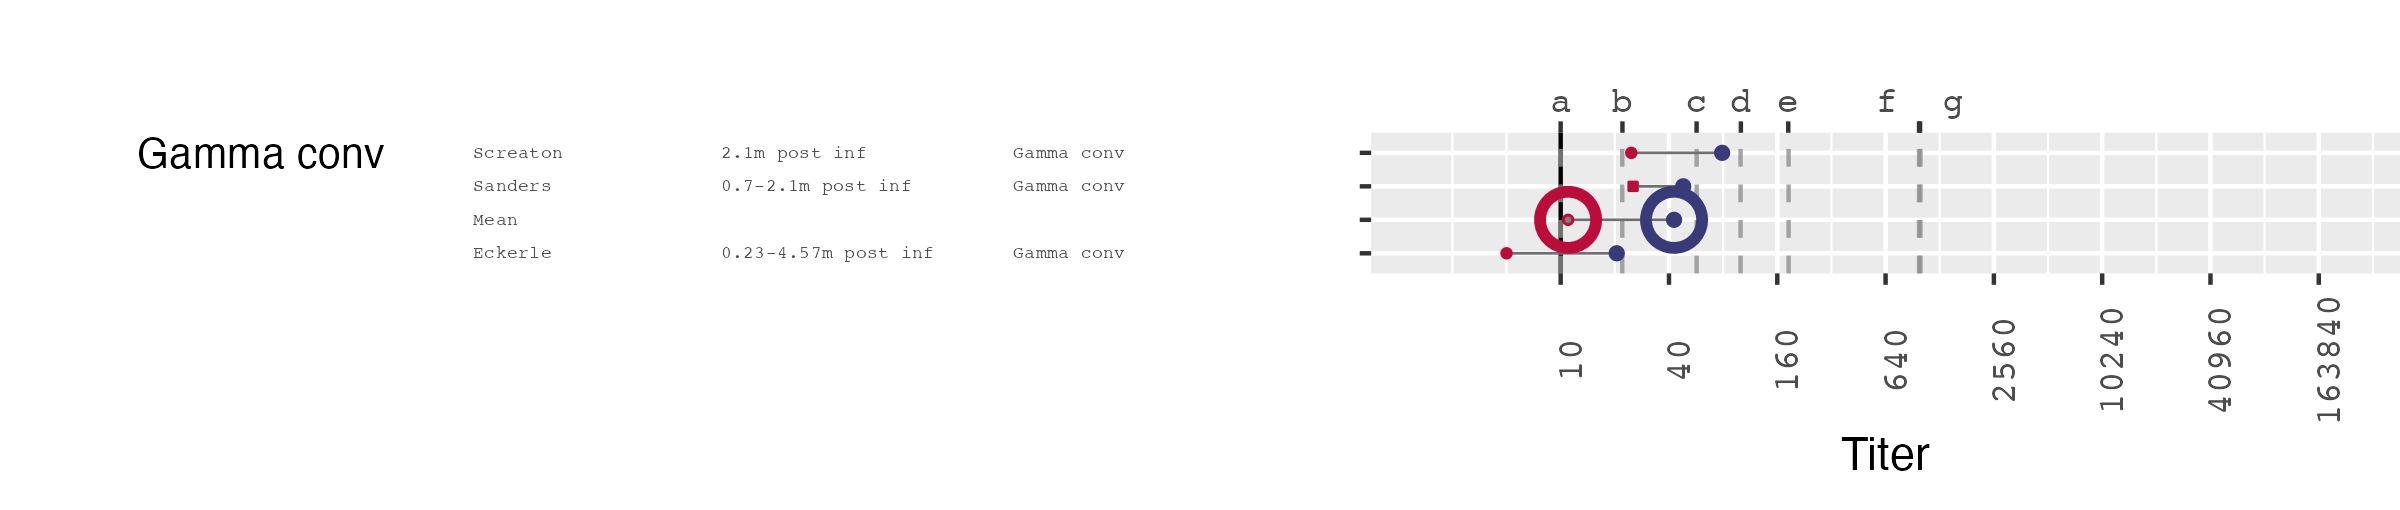 a b c d e f g
Gamma conv
Screaton 2.1m post inf Gamma conv
Sanders 0.7-2.1m post inf Gamma conv
Mean
Eckerle 0.23-4.57m post inf Gamma conv
10 40 160 640 2560 10240 40960 163840
Titer